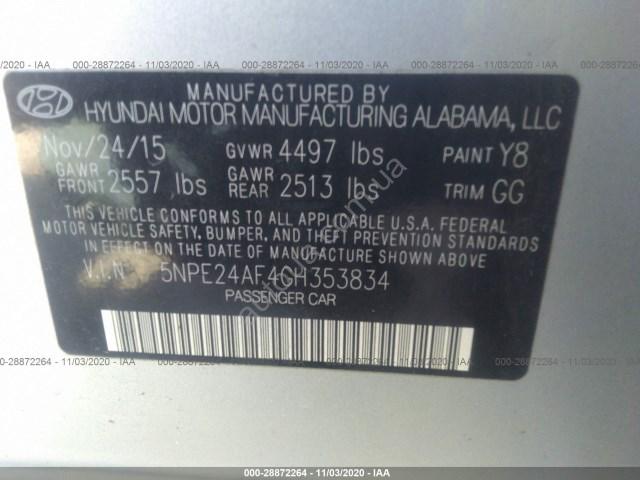 000-28872264 - 11/03/2020 - IAA 000-28872264 - 11/03/2020 - IAA 000-28872264 - 11/03/2020 - IAA
MANUFACTURED BY
HYUNDAI MOTOR MANUFACTURING ALABAMA, LLC
Nov/24/15 GVWR 4497 lbs PAINT Y8
GAWR FRONT 2557 lbs GAWR REAR 2513 lbs TRIM GG
THIS VEHICLE CONFORMS TO ALL APPLICABLE U.S.A. FEDERAL
MOTOR VEHICLE SAFETY, BUMPER, AND THEFT PREVENTION STANDARDS
IN EFFECT ON THE DATE OF MANUFACTURE SHOWN ABOVE.
V.I.N
PASSENGER CAR
000-28872264 - 11/03/2020 - IAA 000-28872264 - 11/03/2020 - IAA 000-28872264 - 11/03/2020 - IAA
000-28872264 - 11/03/2020 - IAA